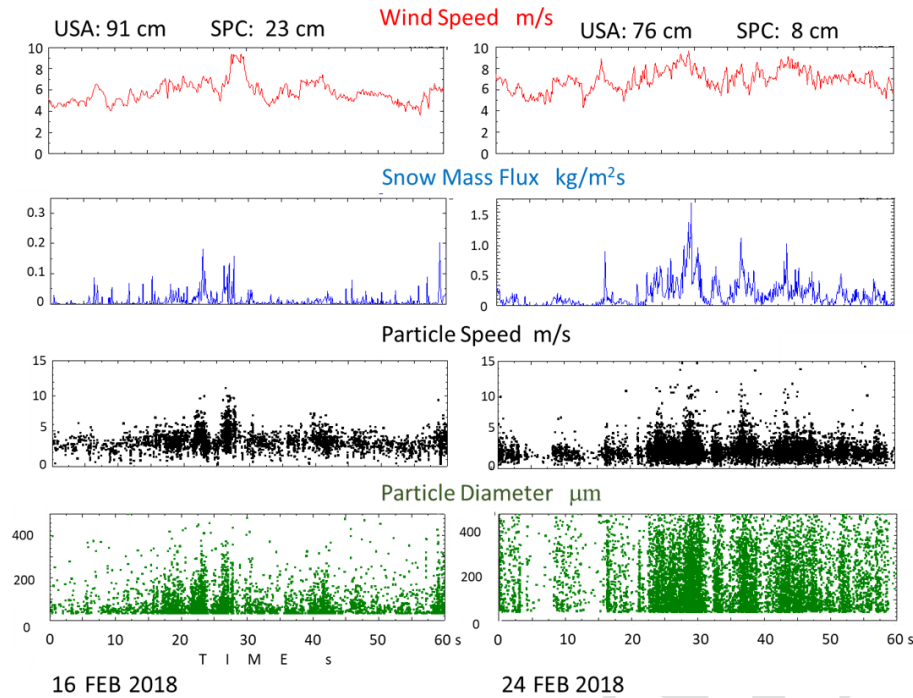 Wind Speed m/s
USA: 91 cm SPC: 23 cm USA: 76 cm SPC: 8 cm
10 10
8 8
6 6
4 4
2 2
0 0
Snow Mass Flux kg/m²s
0.3 1.5
0.2 1.0
0.1 0.5
0 0
Particle Speed m/s
15 15
10 10
5 5
0 0
Particle Diameter μm
400 400
200 200
0 0
0 10 20 30 40 50 60 s 0 10 20 30 40 50 60 s
T I M E s
16 FEB 2018 24 FEB 2018